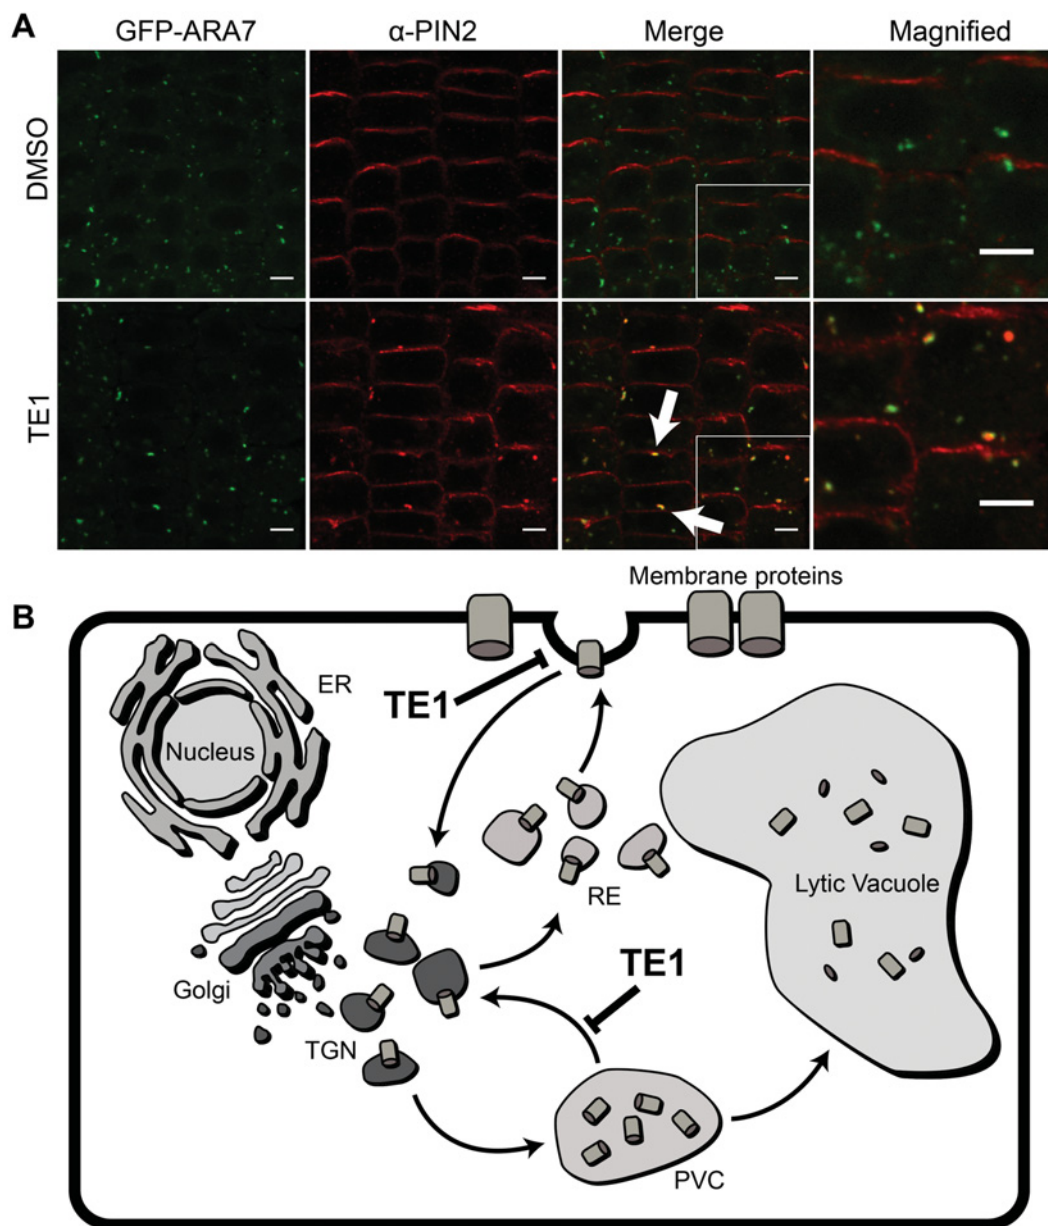 A
GFP-ARA7
α-PIN2
Merge
Magnified
DMSO
TE1
B
Membrane proteins
ER
TE1
Nucleus
RE
Lytic Vacuole
Golgi
TE1
TGN
PVC